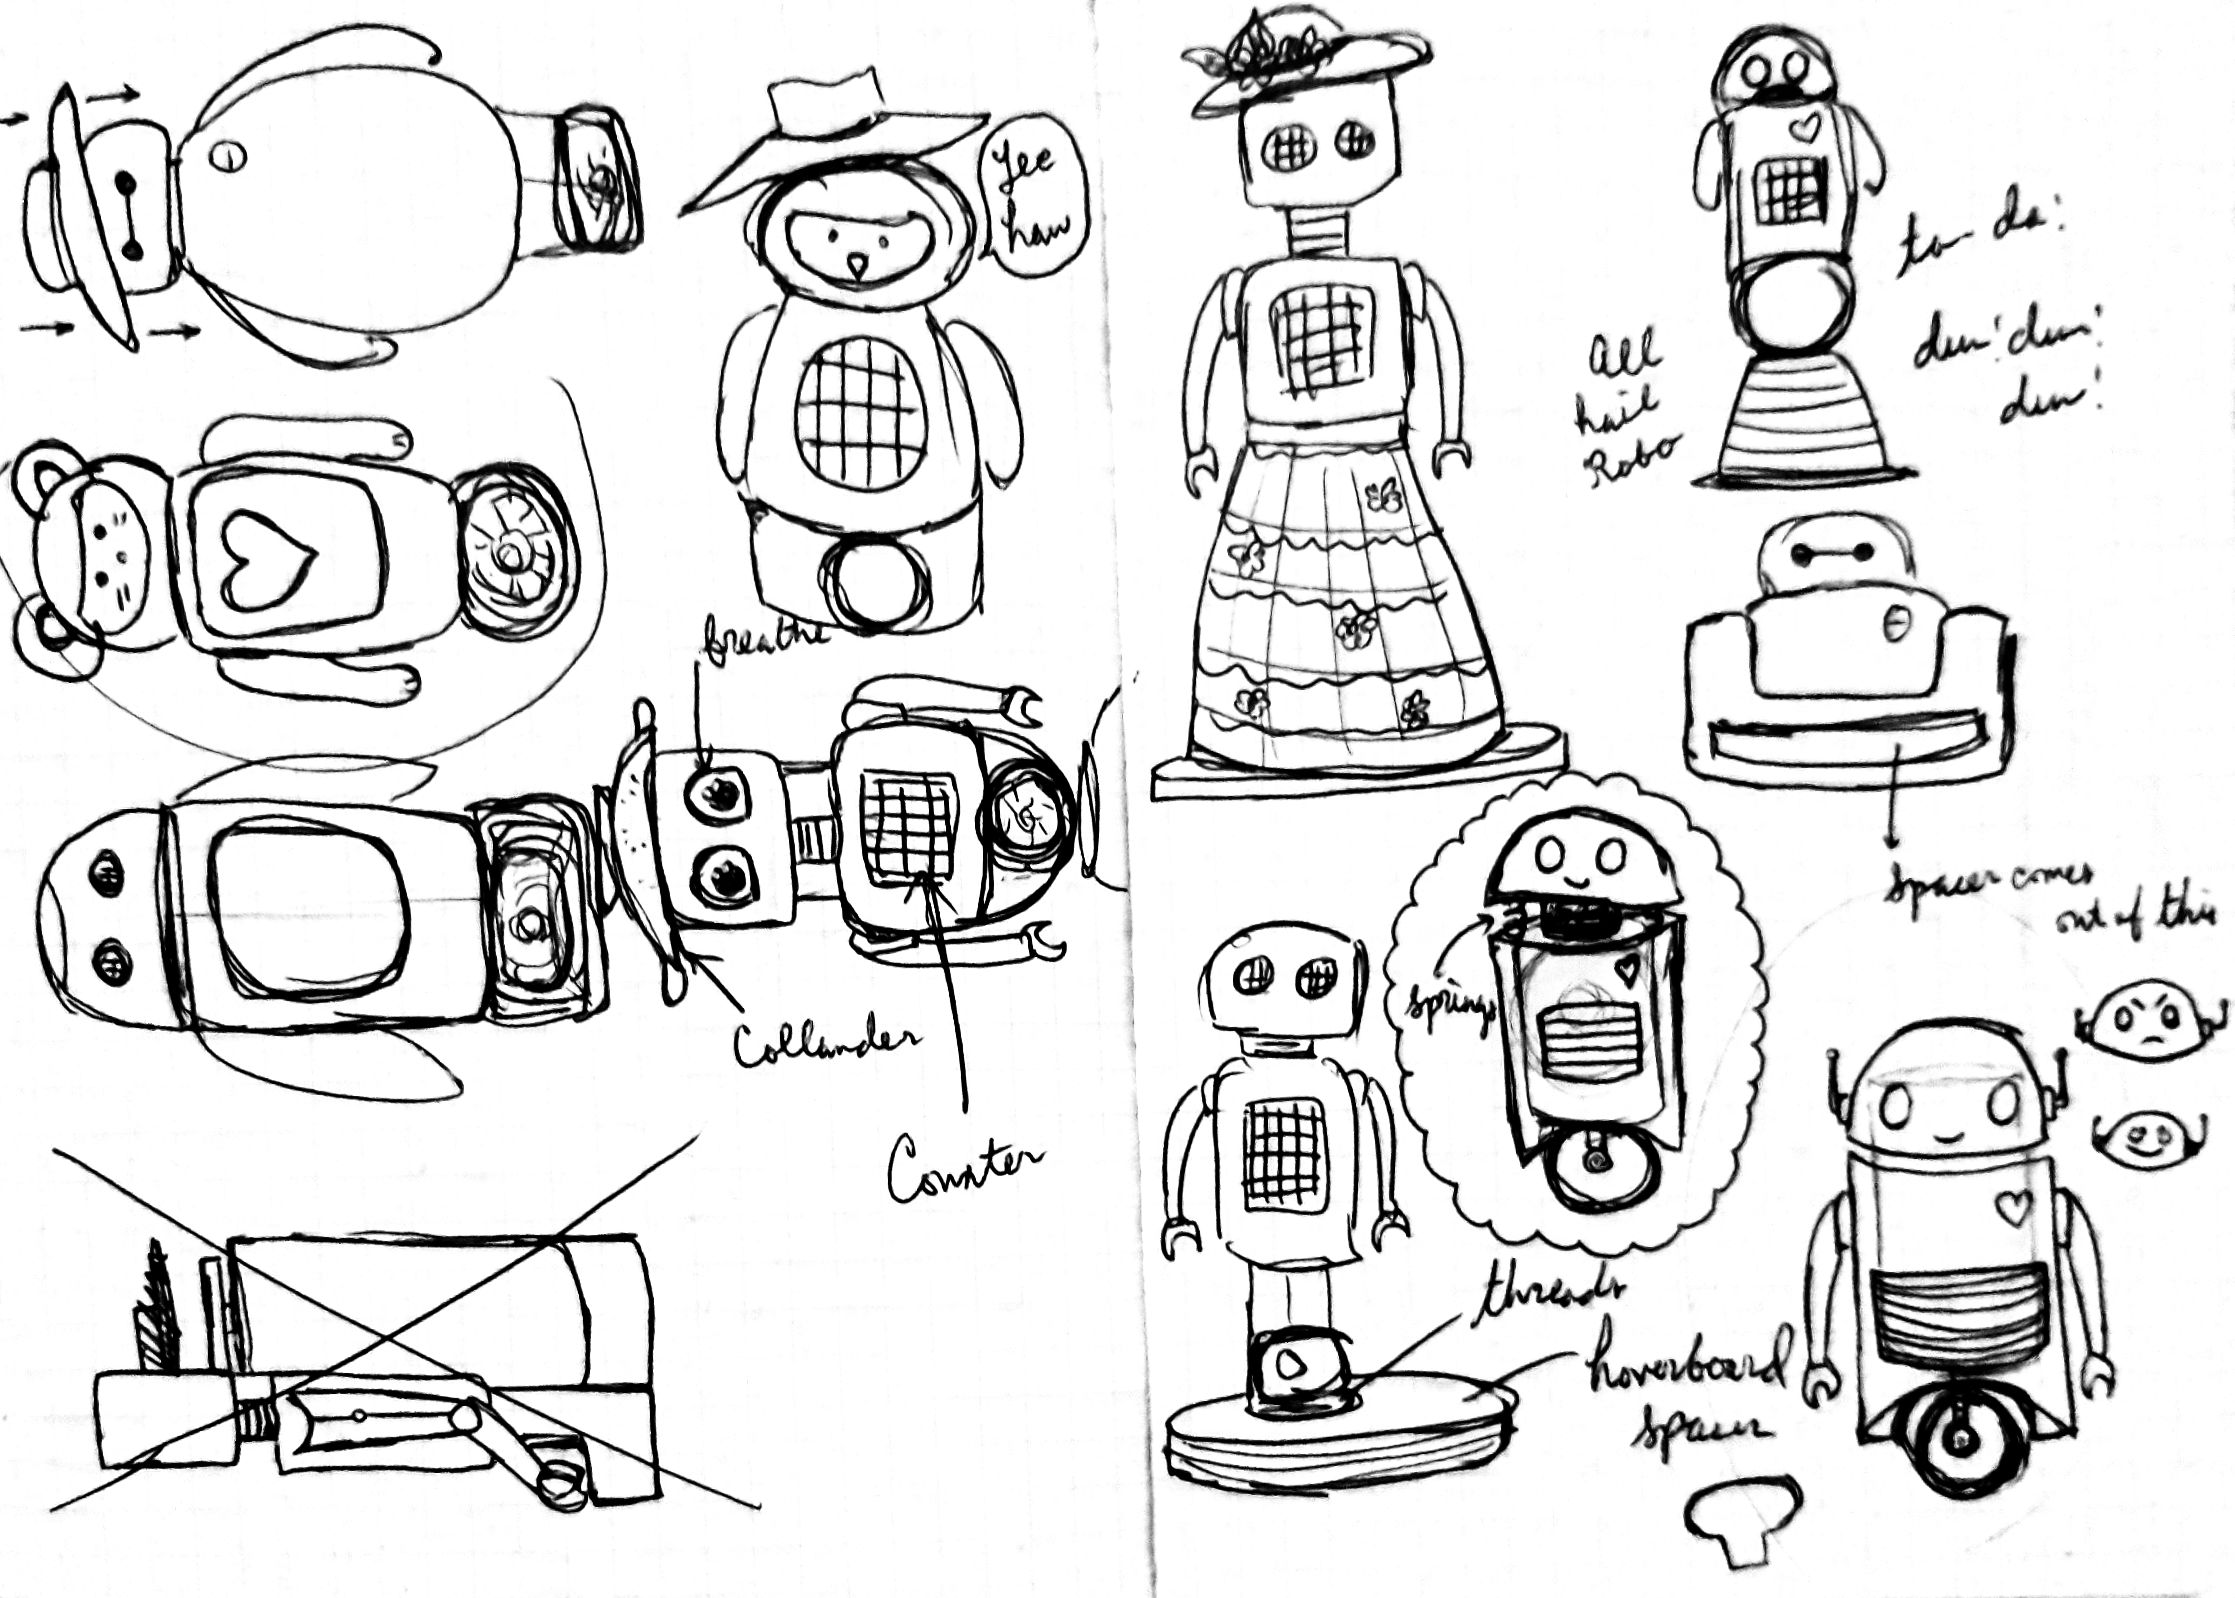 Yee
haw
breathe
Collander
Counter
All
hail
Robo
ta-da!
dun! dun!
dun!
spacer comes
out of this
springs
threads
hoverboard
spacer